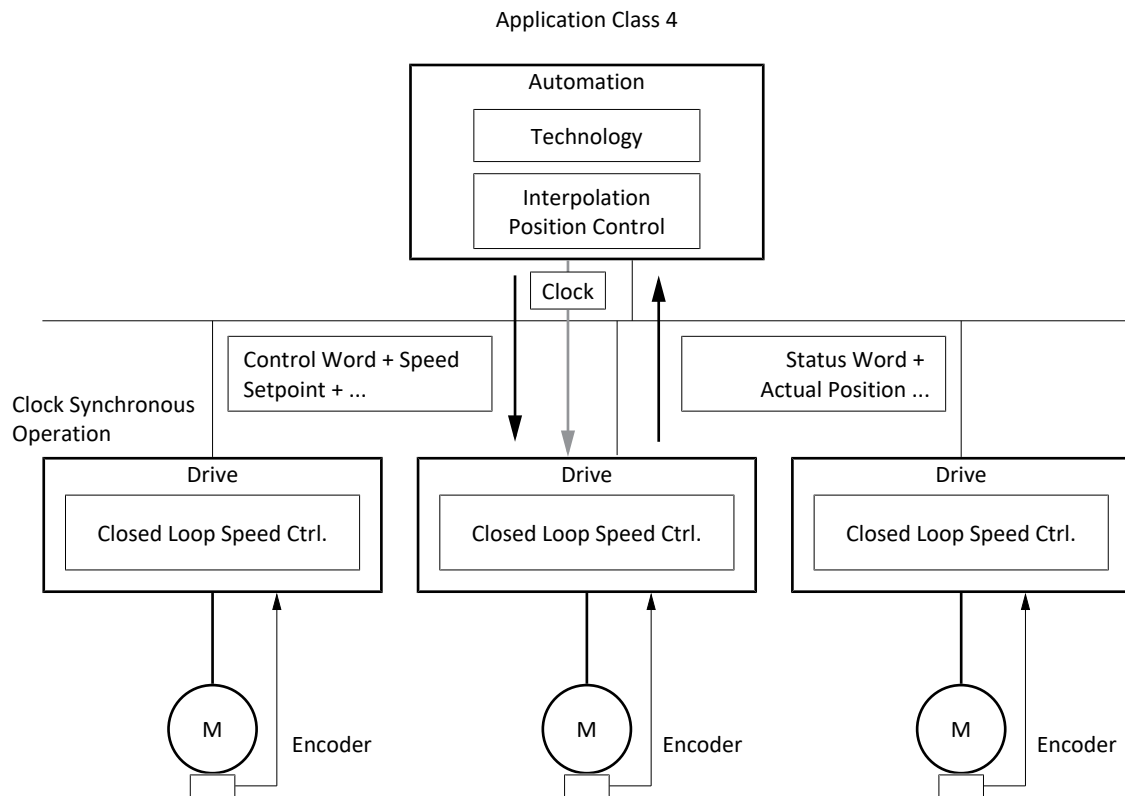 Application Class 4
Automation
Technology
Interpolation
Position Control
Clock
Control Word + Speed
Setpoint + ...
Status Word +
Actual Position ...
Clock Synchronous
Operation
Drive
Closed Loop Speed Ctrl.
Drive
Closed Loop Speed Ctrl.
Drive
Closed Loop Speed Ctrl.
M
Encoder
M
Encoder
M
Encoder